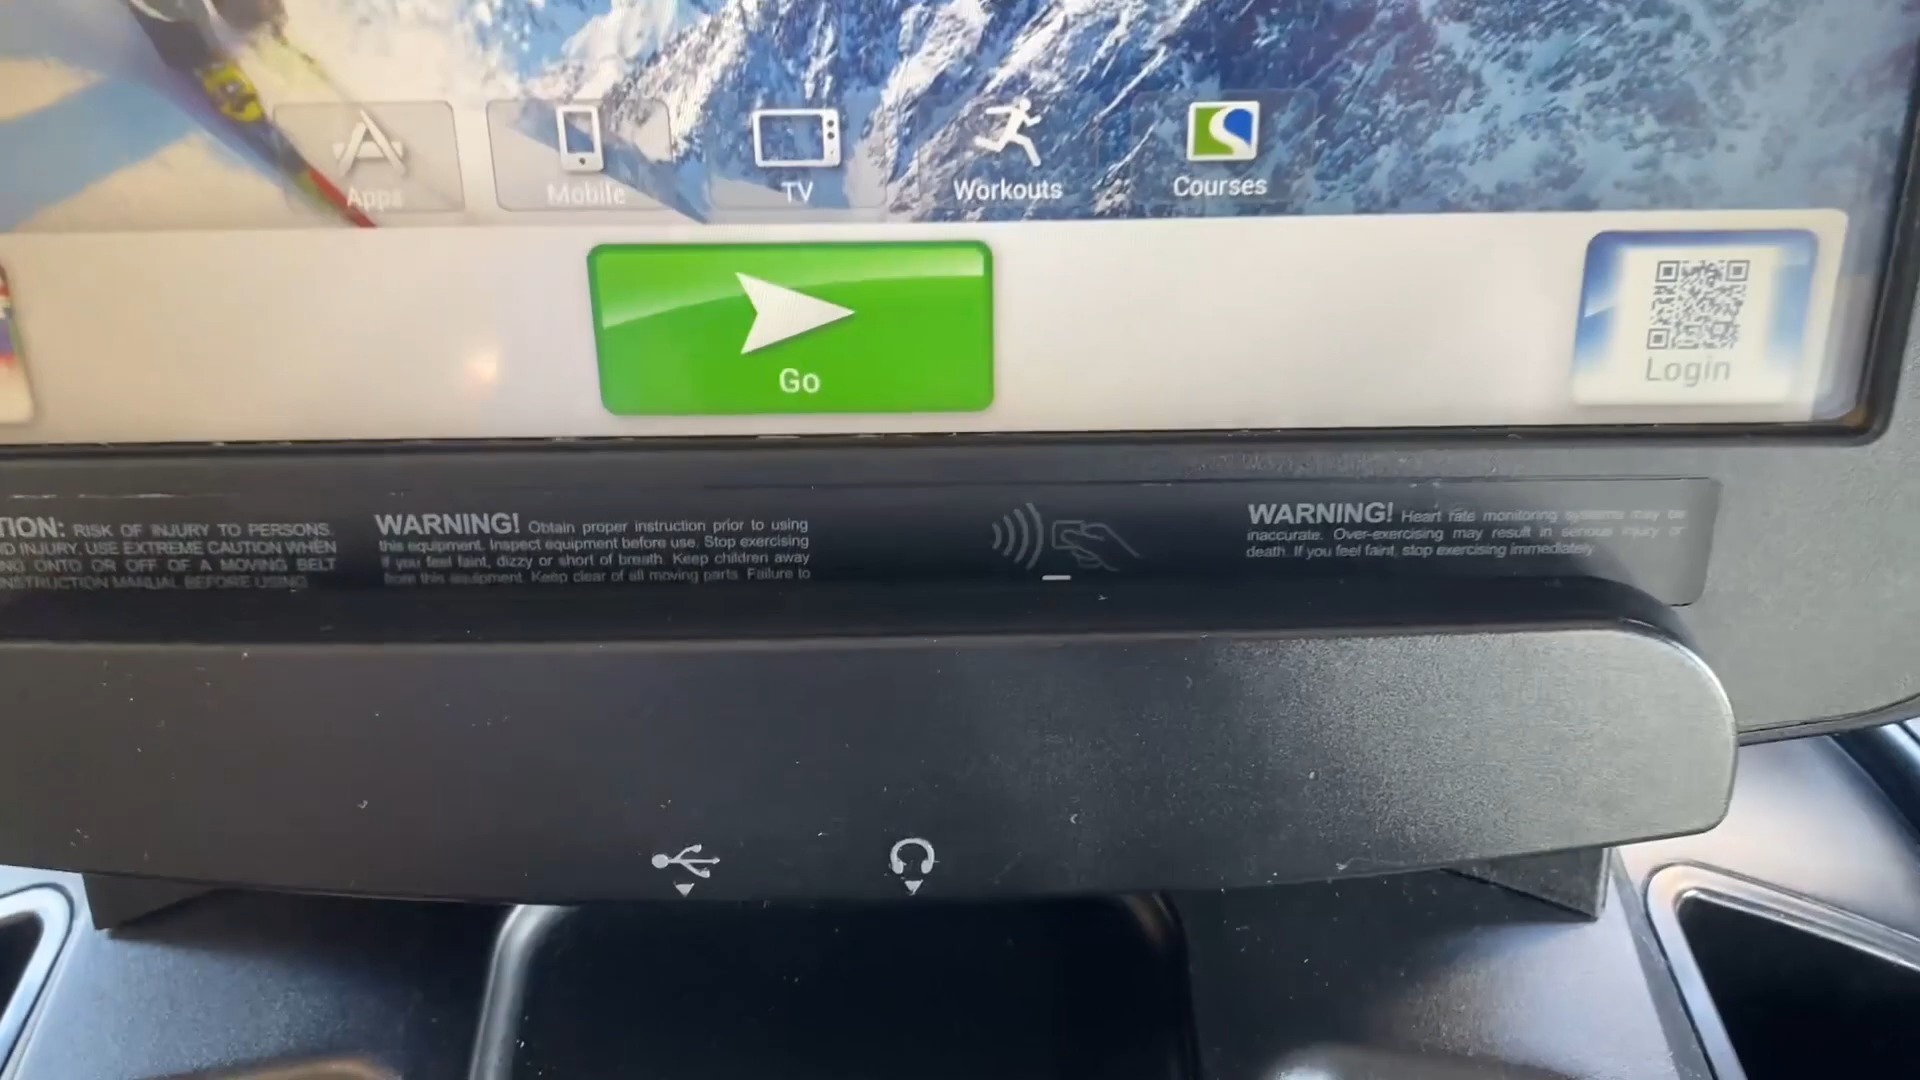 Apps
Mobile
TV
Workouts
Courses
Go
Login
TION: RISK OF INJURY TO PERSONS.
D INJURY, USE EXTREME CAUTION WHEN
NG ONTO OR OFF OF A MOVING BELT
NSTRUCTION MANUAL BEFORE USING
WARNING! Obtain proper instruction prior to using
this equipment. Inspect equipment before use. Stop exercising
if you feel faint, dizzy or short of breath. Keep children away
from this equipment. Keep clear of all moving parts. Failure to
WARNING! Heart rate monitoring systems may be
inaccurate. Over-exercising may result in serious injury or
death. If you feel faint, stop exercising immediately